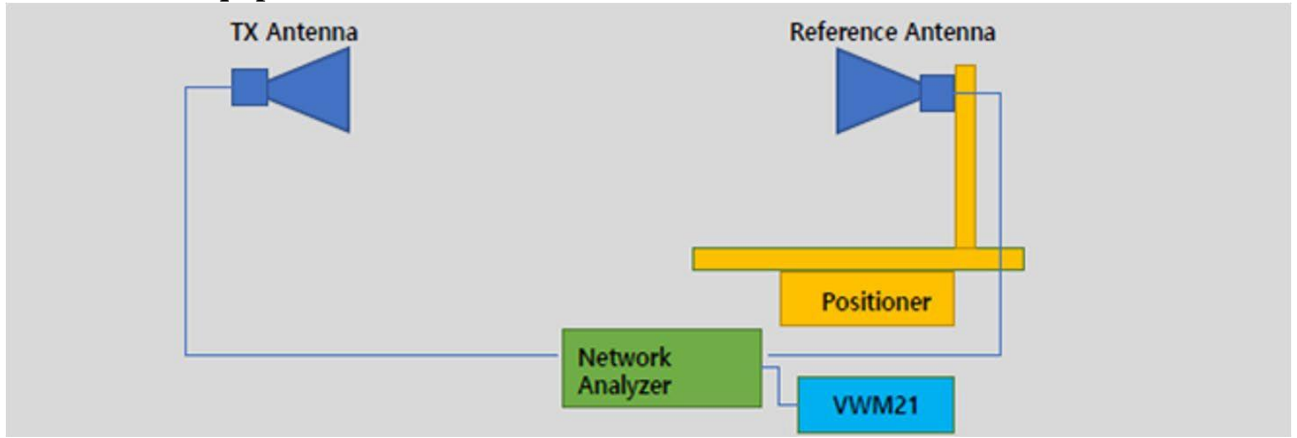 TX Antenna
Reference Antenna
Positioner
Network
Analyzer
VWM21